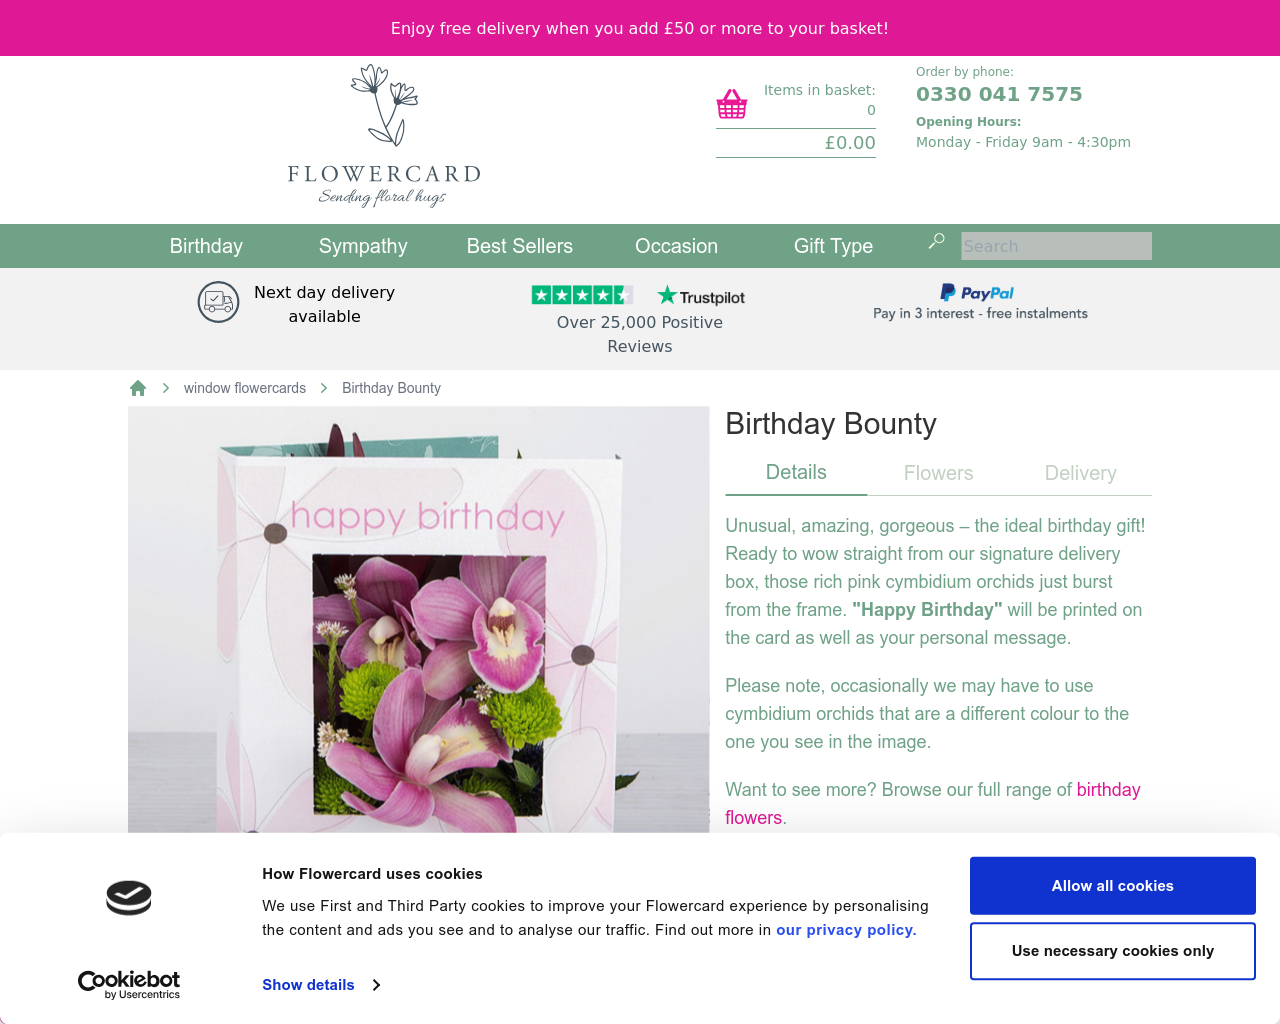 Enjoy free delivery when you add £50 or more to your basket!
FLOWERCARD
Sending floral hugs
Items in basket:
0
£0.00
Order by phone:
0330 041 7575
Opening Hours:
Monday - Friday 9am - 4:30pm
Birthday
Sympathy
Best Sellers
Occasion
Gift Type
Search
Next day delivery
available
Trustpilot
Over 25,000 Positive
Reviews
PayPal
Pay in 3 interest - free instalments
window flowercards
Birthday Bounty
happy birthday
Birthday Bounty
Details
Flowers
Delivery
Unusual, amazing, gorgeous – the ideal birthday gift!
Ready to wow straight from our signature delivery
box, those rich pink cymbidium orchids just burst
from the frame. "Happy Birthday" will be printed on
the card as well as your personal message.
Please note, occasionally we may have to use
cymbidium orchids that are a different colour to the
one you see in the image.
Want to see more? Browse our full range of birthday
flowers.
Cookiebot
by Usercentrics
How Flowercard uses cookies
We use First and Third Party cookies to improve your Flowercard experience by personalising
the content and ads you see and to analyse our traffic. Find out more in our privacy policy.
Show details
Allow all cookies
Use necessary cookies only